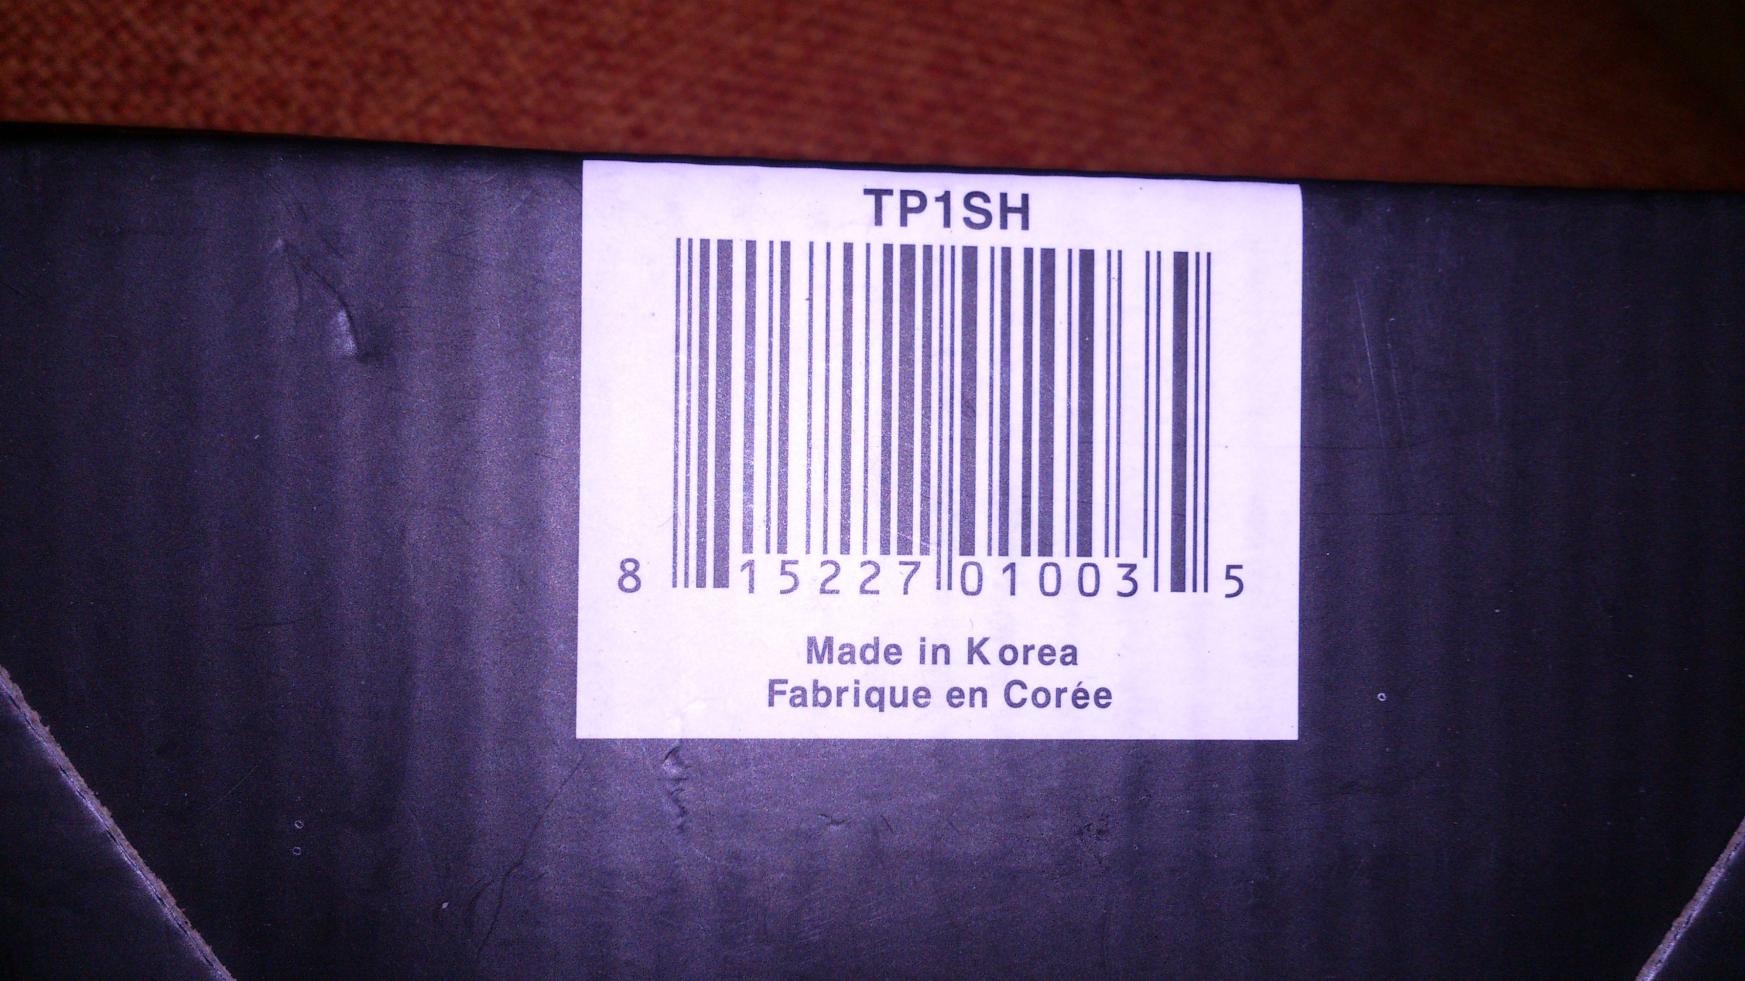 TP1SH
8 15227 01003 5
Made in Korea
Fabrique en Corée